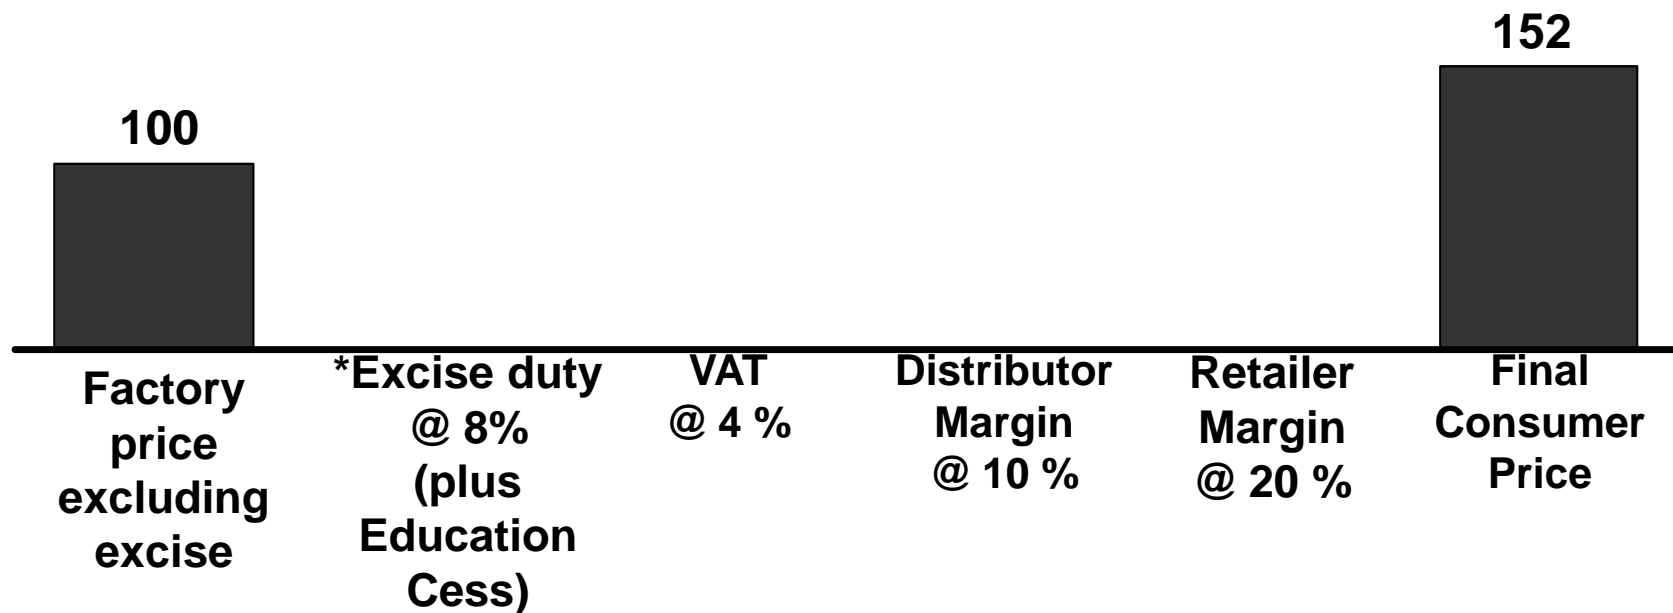 152
100
Factory
price
excluding
excise
*Excise duty
@ 8%
(plus
Education
Cess)
VAT
@ 4 %
Distributor
Margin
@ 10 %
Retailer
Margin
@ 20 %
Final
Consumer
Price